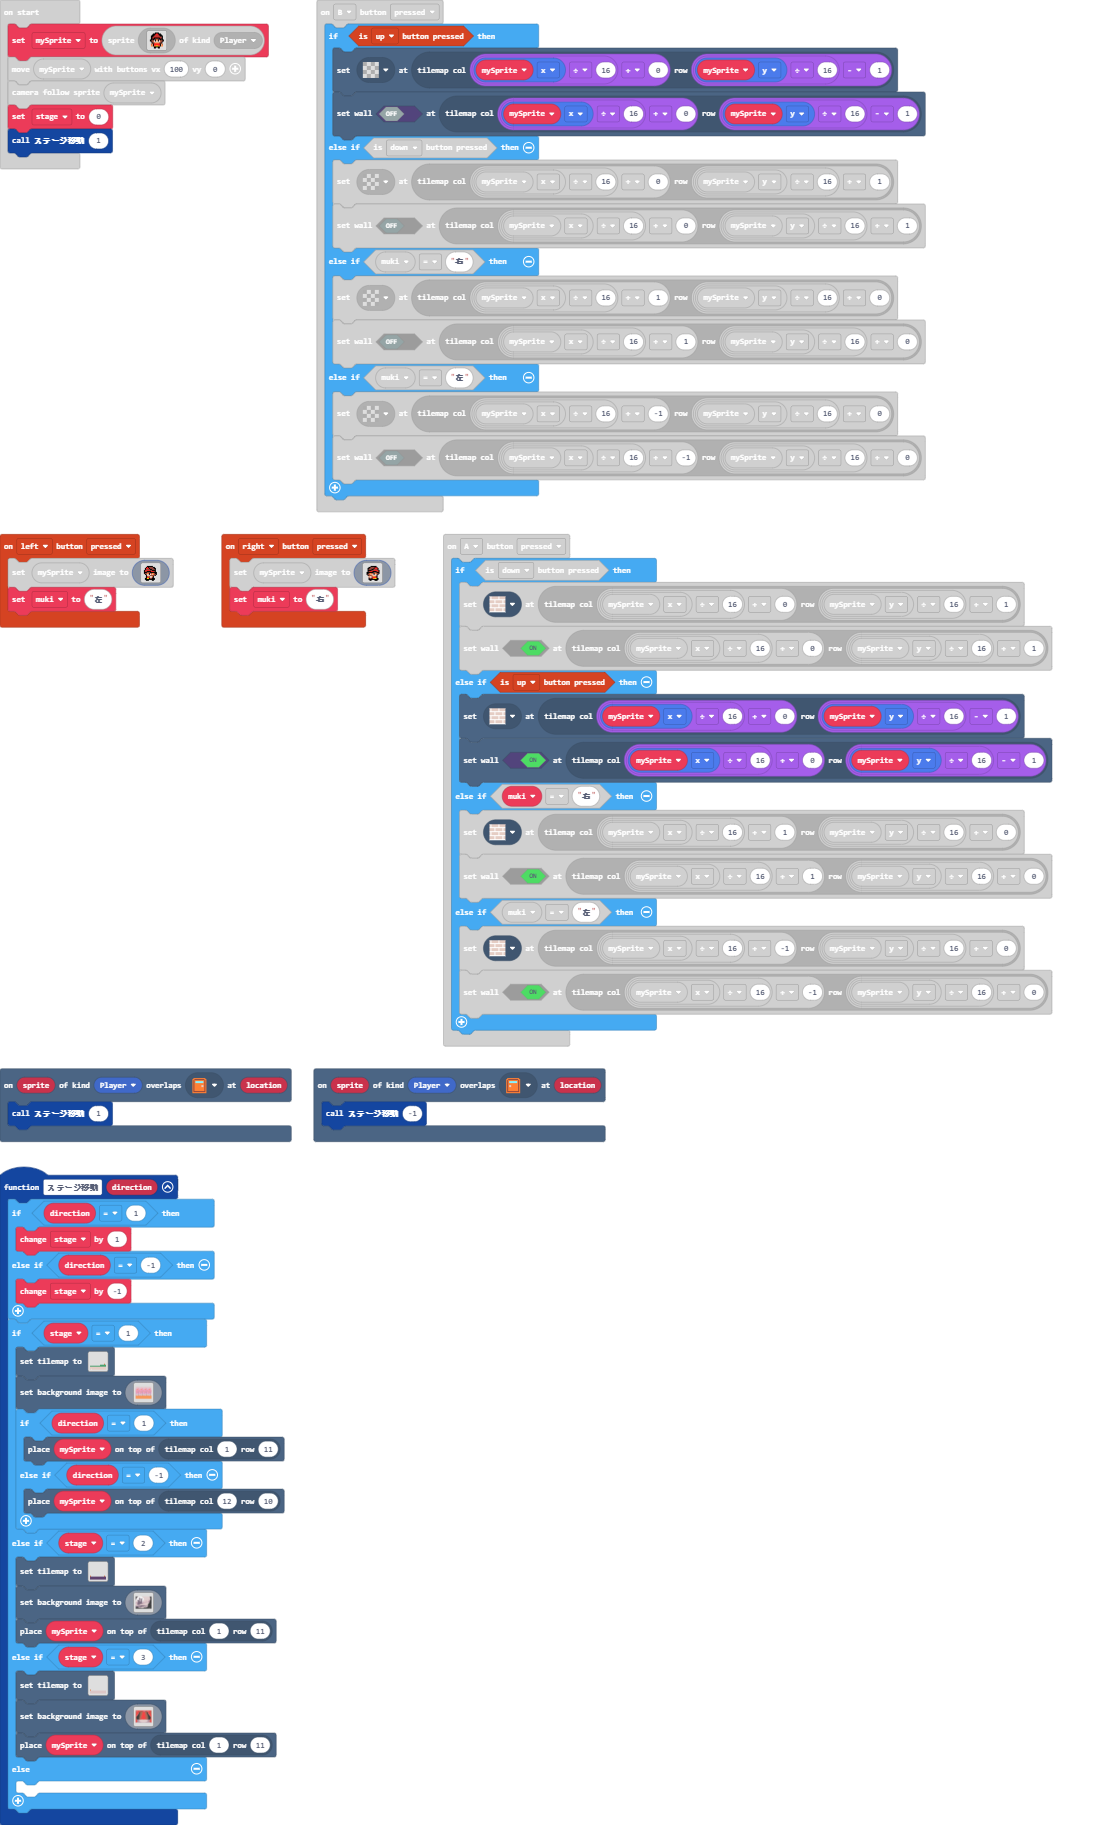 on start
set mySprite to sprite of kind Player
move mySprite with buttons vx 100 vy 0
camera follow sprite mySprite
set stage to 0
call ステージ移動 1
on B button pressed
if is up button pressed then
set at tilemap col mySprite x ÷ 16 + 0 row mySprite y ÷ 16 - 1
set wall OFF at tilemap col mySprite x ÷ 16 + 0 row mySprite y ÷ 16 - 1
else if is down button pressed then
set at tilemap col mySprite x ÷ 16 + 0 row mySprite y ÷ 16 + 1
set wall OFF at tilemap col mySprite x ÷ 16 + 0 row mySprite y ÷ 16 + 1
else if muki = "右" then
set at tilemap col mySprite x ÷ 16 + 1 row mySprite y ÷ 16 + 0
set wall OFF at tilemap col mySprite x ÷ 16 + 1 row mySprite y ÷ 16 + 0
else if muki = "左" then
set at tilemap col mySprite x ÷ 16 + -1 row mySprite y ÷ 16 + 0
set wall OFF at tilemap col mySprite x ÷ 16 + -1 row mySprite y ÷ 16 + 0
on left button pressed
set mySprite image to
set muki to "左"
on right button pressed
set mySprite image to
set muki to "右"
on A button pressed
if is down button pressed then
set at tilemap col mySprite x ÷ 16 + 0 row mySprite y ÷ 16 + 1
set wall ON at tilemap col mySprite x ÷ 16 + 0 row mySprite y ÷ 16 + 1
else if is up button pressed then
set at tilemap col mySprite x ÷ 16 + 0 row mySprite y ÷ 16 - 1
set wall ON at tilemap col mySprite x ÷ 16 + 0 row mySprite y ÷ 16 - 1
else if muki = "右" then
set at tilemap col mySprite x ÷ 16 + 1 row mySprite y ÷ 16 + 0
set wall ON at tilemap col mySprite x ÷ 16 + 1 row mySprite y ÷ 16 + 0
else if muki = "左" then
set at tilemap col mySprite x ÷ 16 + -1 row mySprite y ÷ 16 + 0
set wall ON at tilemap col mySprite x ÷ 16 + -1 row mySprite y ÷ 16 + 0
on sprite of kind Player overlaps at location
call ステージ移動 1
on sprite of kind Player overlaps at location
call ステージ移動 -1
function ステージ移動 direction
if direction = 1 then
change stage by 1
else if direction = -1 then
change stage by -1
if stage = 1 then
set tilemap to
set background image to
if direction = 1 then
place mySprite on top of tilemap col 1 row 11
else if direction = -1 then
place mySprite on top of tilemap col 12 row 10
else if stage = 2 then
set tilemap to
set background image to
place mySprite on top of tilemap col 1 row 11
else if stage = 3 then
set tilemap to
set background image to
place mySprite on top of tilemap col 1 row 11
else